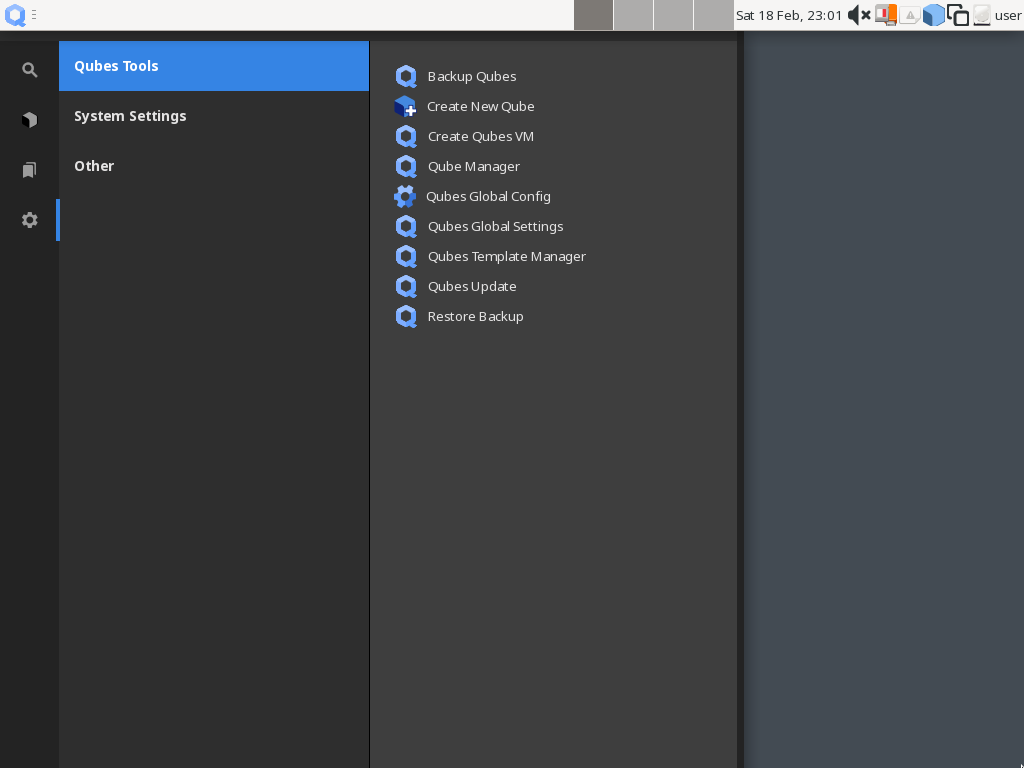 Sat 18 Feb, 23:01 user
Qubes Tools
System Settings
Other
Backup Qubes
Create New Qube
Create Qubes VM
Qube Manager
Qubes Global Config
Qubes Global Settings
Qubes Template Manager
Qubes Update
Restore Backup